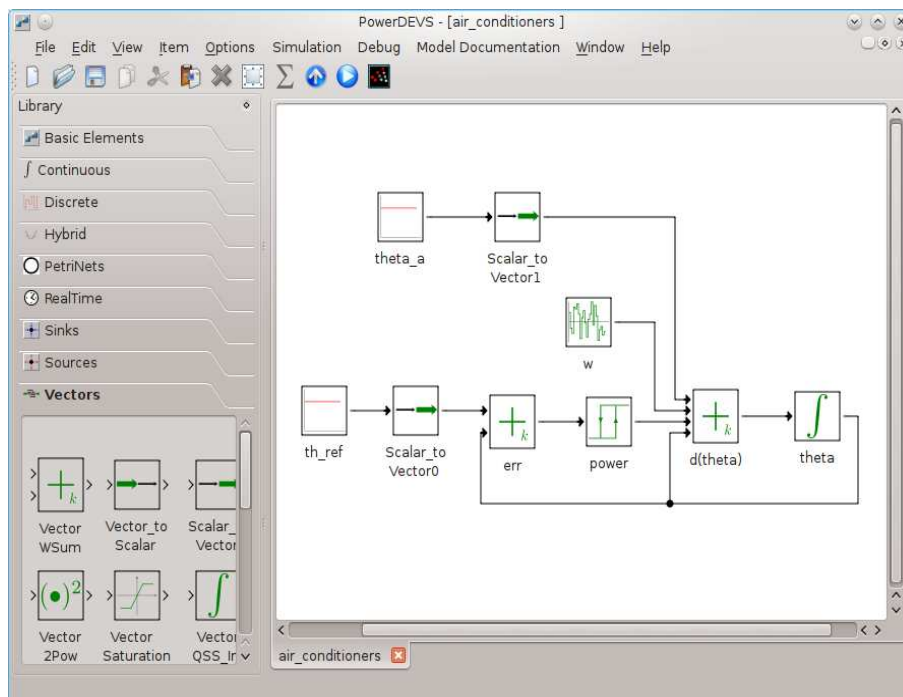 PowerDEVS - [air_conditioners ]
File Edit View Item Options Simulation Debug Model Documentation Window Help
Library
Basic Elements
Continuous
Discrete
Hybrid
PetriNets
RealTime
Sinks
Sources
Vectors
Vector
WSum
Vector_to
Scalar
Scalar_
Vector
Vector
2Pow
Vector
Saturation
Vector
QSS_Ir
theta_a
Scalar_to
Vector1
w
th_ref
Scalar_to
Vector0
k
err
power
k
d(theta)
theta
air_conditioners